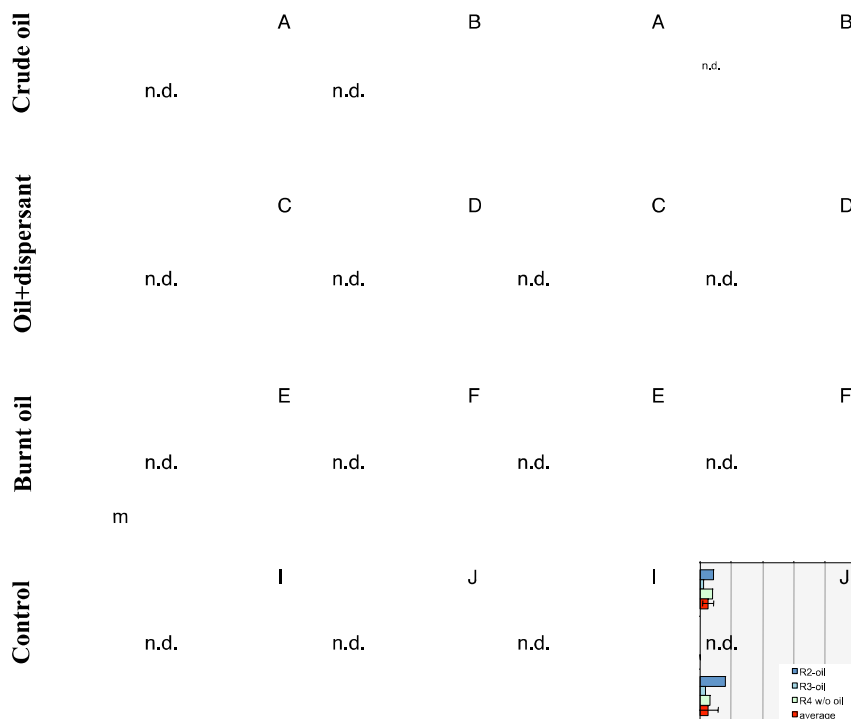 Crude oil
A B A B
n.d. n.d. n.d.
Oil+dispersant
C D C D
n.d. n.d. n.d. n.d.
Burnt oil
E F E F
n.d. n.d. n.d. n.d.
m
Control
I J I J
n.d. n.d. n.d. n.d.
R2-oil
R3-oil
R4 w/o oil
average